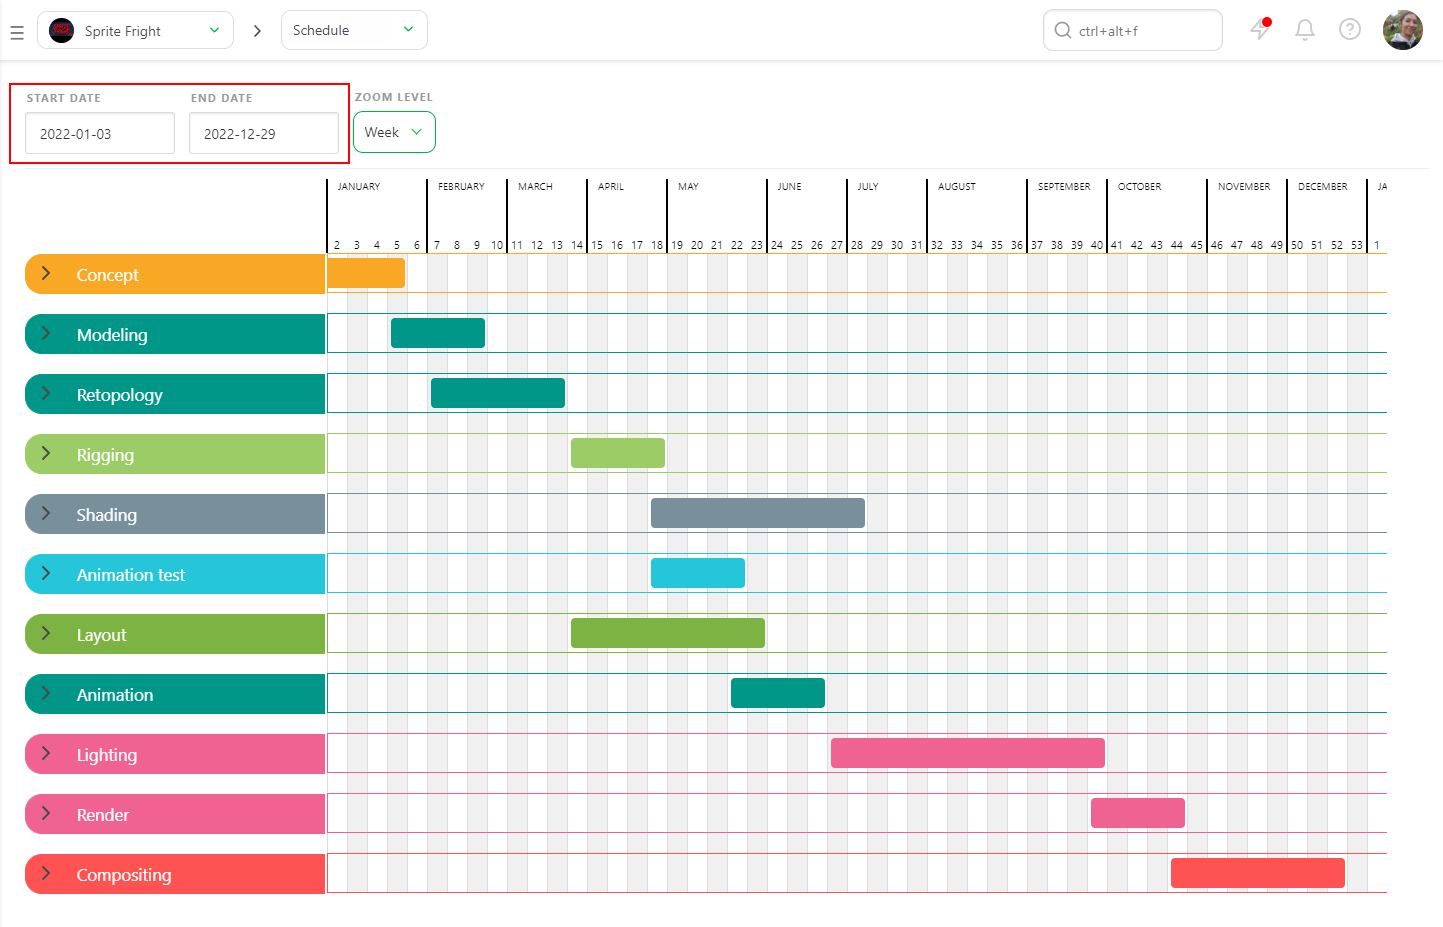 Sprite Fright
Schedule
ctrl+alt+f
START DATE END DATE ZOOM LEVEL
2022-01-03 2022-12-29 Week
JANUARY FEBRUARY MARCH APRIL MAY JUNE JULY AUGUST SEPTEMBER OCTOBER NOVEMBER DECEMBER JA
2 3 4 5 6 7 8 9 10 11 12 13 14 15 16 17 18 19 20 21 22 23 24 25 26 27 28 29 30 31 32 33 34 35 36 37 38 39 40 41 42 43 44 45 46 47 48 49 50 51 52 53 1
Concept
Modeling
Retopology
Rigging
Shading
Animation test
Layout
Animation
Lighting
Render
Compositing